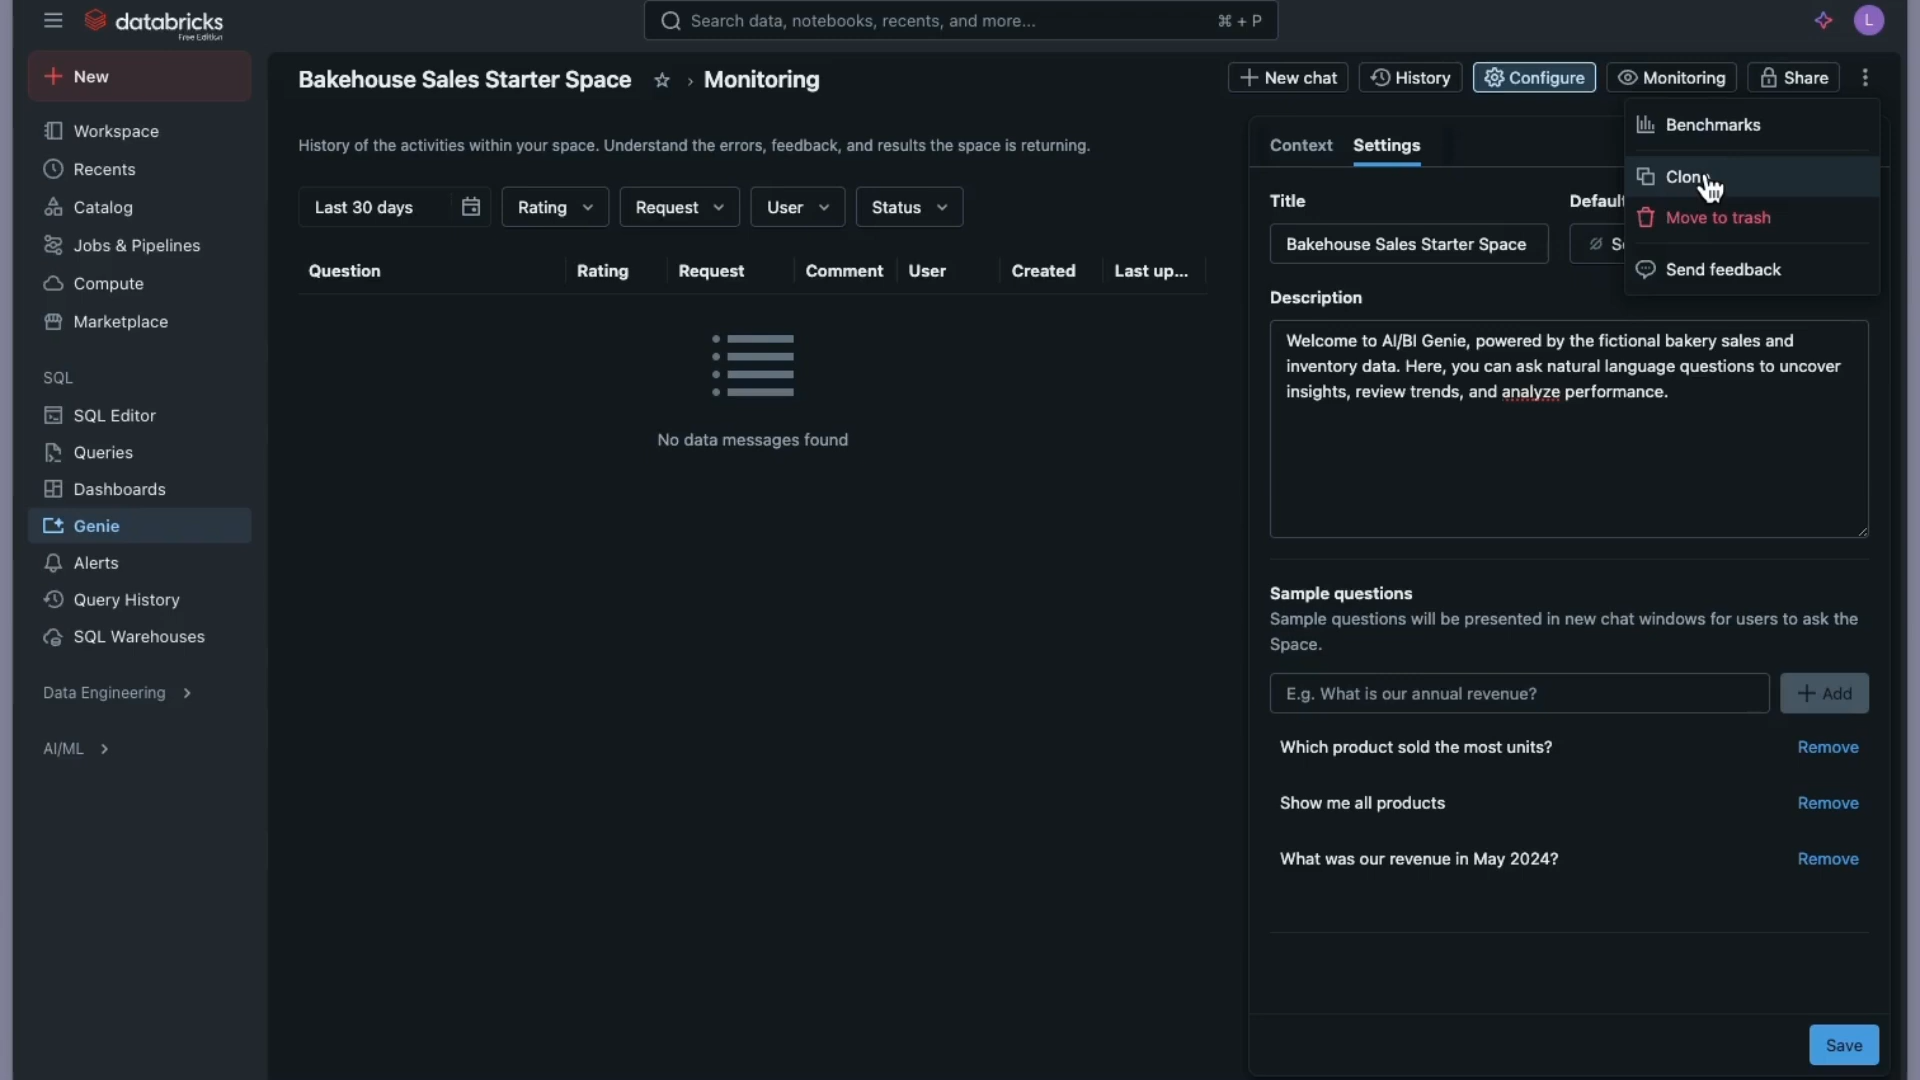 databricks
Free Edition
Search data, notebooks, recents, and more...
⌘ + P
L
New
Workspace
Recents
Catalog
Jobs & Pipelines
Compute
Marketplace
SQL
SQL Editor
Queries
Dashboards
Genie
Alerts
Query History
SQL Warehouses
Data Engineering
AI/ML
Bakehouse Sales Starter Space › Monitoring
New chat
History
Configure
Monitoring
Share
History of the activities within your space. Understand the errors, feedback, and results the space is returning.
Last 30 days
Rating
Request
User
Status
Question
Rating
Request
Comment
User
Created
Last up...
No data messages found
Benchmarks
Move to trash
Send feedback
Context
Settings
Title
Bakehouse Sales Starter Space
Description
Welcome to AI/BI Genie, powered by the fictional bakery sales and
inventory data. Here, you can ask natural language questions to uncover
insights, review trends, and analyze performance.
Sample questions
Sample questions will be presented in new chat windows for users to ask the
Space.
E.g. What is our annual revenue?
Add
Which product sold the most units?
Remove
Show me all products
Remove
What was our revenue in May 2024?
Remove
Save